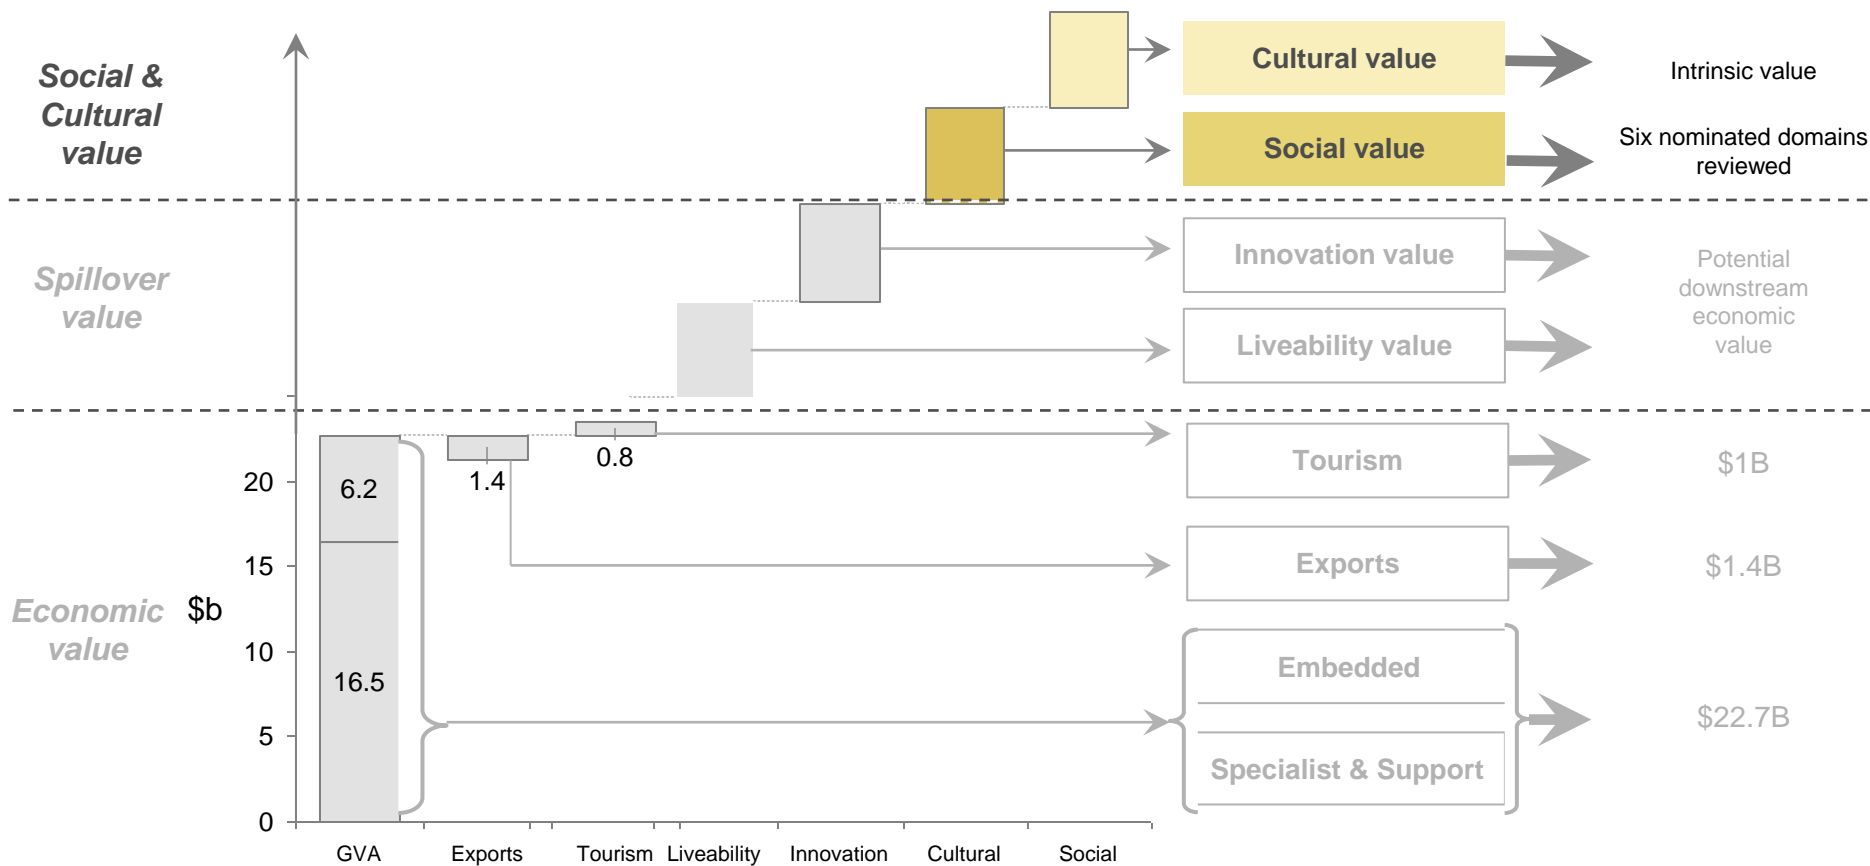 Social &
Cultural
value
Cultural value
Intrinsic value
Social value
Six nominated domains
reviewed
Spillover
value
Innovation value
Liveability value
Potential
downstream
economic
value
Economic
value
$b
20
15
10
5
0
6.2
16.5
1.4
0.8
Tourism
$1B
Exports
$1.4B
Embedded
Specialist & Support
$22.7B
GVA
Exports
Tourism
Liveability
Innovation
Cultural
Social